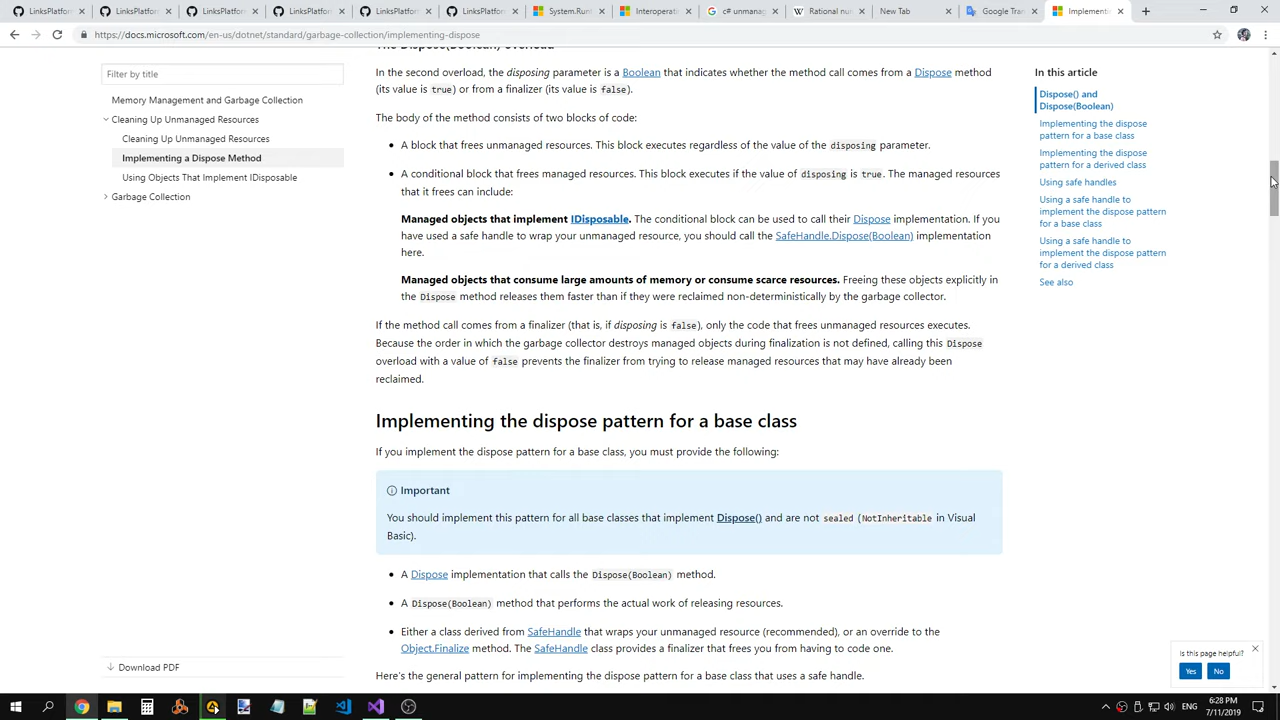 LinksPlatform
LinksPlatform
LinksPlatform
LinksPlatform
LinksPlatform
LinksPlatform
System.Runt
Interoperati
c# unmanag
Rational nur
New Tab
Google Tran
Implementin
https://docs.microsoft.com/en-us/dotnet/standard/garbage-collection/implementing-dispose
Filter by title
Memory Management and Garbage Collection
Cleaning Up Unmanaged Resources
Cleaning Up Unmanaged Resources
Implementing a Dispose Method
Using Objects That Implement IDisposable
Garbage Collection
Download PDF
The Dispose(Boolean) overload
In the second overload, the disposing parameter is a Boolean that indicates whether the method call comes from a Dispose method
(its value is true) or from a finalizer (its value is false).
The body of the method consists of two blocks of code:
• A block that frees unmanaged resources. This block executes regardless of the value of the disposing parameter.
• A conditional block that frees managed resources. This block executes if the value of disposing is true. The managed resources
that it frees can include:
Managed objects that implement IDisposable. The conditional block can be used to call their Dispose implementation. If you
have used a safe handle to wrap your unmanaged resource, you should call the SafeHandle.Dispose(Boolean) implementation
here.
Managed objects that consume large amounts of memory or consume scarce resources. Freeing these objects explicitly in
the Dispose method releases them faster than if they were reclaimed non-deterministically by the garbage collector.
If the method call comes from a finalizer (that is, if disposing is false), only the code that frees unmanaged resources executes.
Because the order in which the garbage collector destroys managed objects during finalization is not defined, calling this Dispose
overload with a value of false prevents the finalizer from trying to release managed resources that may have already been
reclaimed.
Implementing the dispose pattern for a base class
If you implement the dispose pattern for a base class, you must provide the following:
Important
You should implement this pattern for all base classes that implement Dispose() and are not sealed (NotInheritable in Visual
Basic).
• A Dispose implementation that calls the Dispose(Boolean) method.
• A Dispose(Boolean) method that performs the actual work of releasing resources.
• Either a class derived from SafeHandle that wraps your unmanaged resource (recommended), or an override to the
Object.Finalize method. The SafeHandle class provides a finalizer that frees you from having to code one.
Here's the general pattern for implementing the dispose pattern for a base class that uses a safe handle.
In this article
Dispose() and
Dispose(Boolean)
Implementing the dispose
pattern for a base class
Implementing the dispose
pattern for a derived class
Using safe handles
Using a safe handle to
implement the dispose pattern
for a base class
Using a safe handle to
implement the dispose pattern
for a derived class
See also
Is this page helpful?
Yes
No
ENG
6:28 PM
7/11/2019